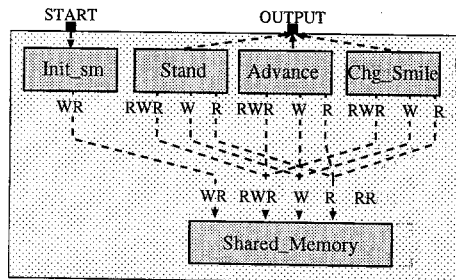 START OUTPUT
Init_sm Stand Advance Chg_Smile
WR RWR W R RWR W R RWR W R
WR RWR W R RR
Shared_Memory